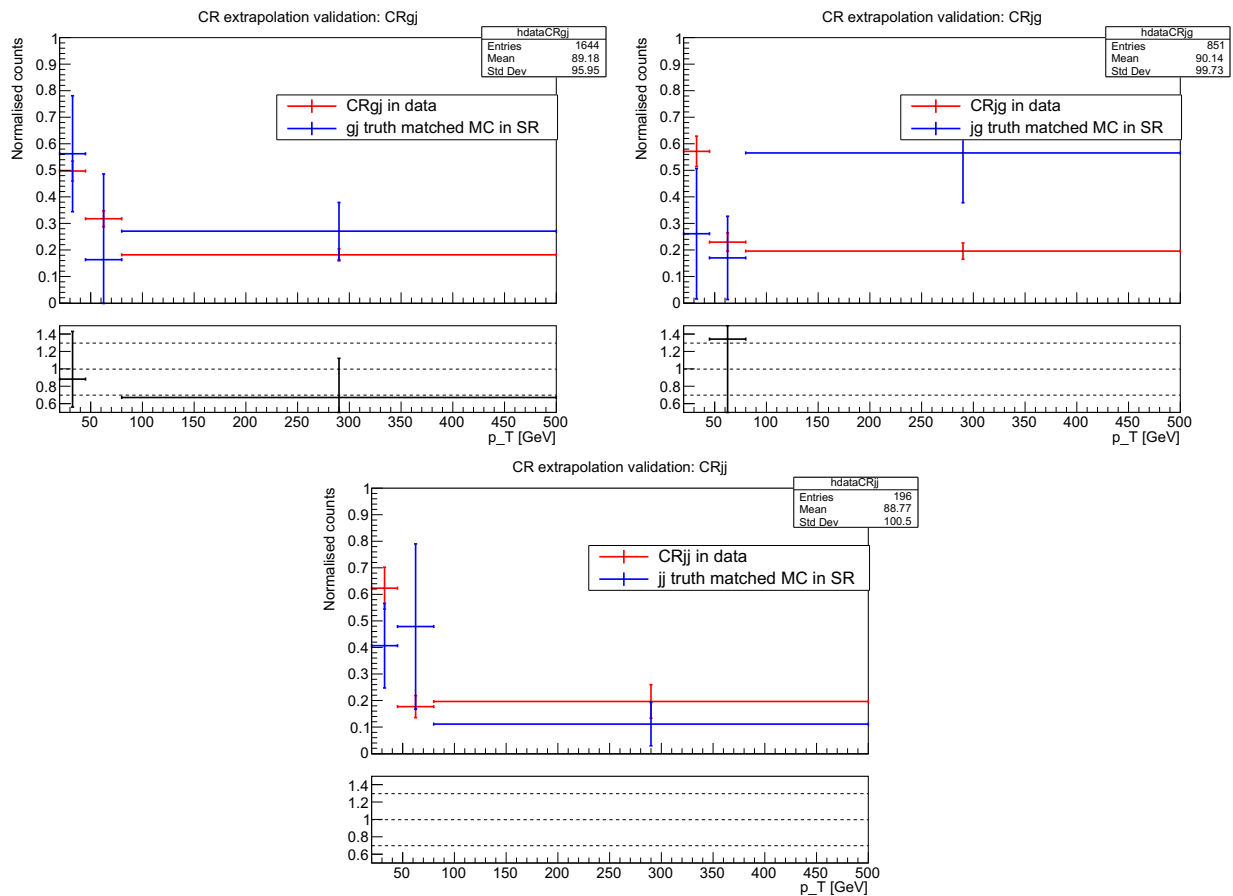 CR extrapolation validation: CRgj
hdataCRgj
Entries 1644
Mean 89.18
Std Dev 95.95
Normalised counts
1
0.9
0.8
0.7
0.6
0.5
0.4
0.3
0.2
0.1
0
CRgj in data
gj truth matched MC in SR
1.4
1.2
1
0.8
0.6
50 100 150 200 250 300 350 400 450 500
p_T [GeV]
CR extrapolation validation: CRjg
hdataCRjg
Entries 851
Mean 90.14
Std Dev 99.73
Normalised counts
1
0.9
0.8
0.7
0.6
0.5
0.4
0.3
0.2
0.1
0
CRjg in data
jg truth matched MC in SR
1.4
1.2
1
0.8
0.6
50 100 150 200 250 300 350 400 450 500
p_T [GeV]
CR extrapolation validation: CRjj
hdataCRjj
Entries 196
Mean 88.77
Std Dev 100.5
Normalised counts
1
0.9
0.8
0.7
0.6
0.5
0.4
0.3
0.2
0.1
0
CRjj in data
jj truth matched MC in SR
1.4
1.2
1
0.8
0.6
50 100 150 200 250 300 350 400 450 500
p_T [GeV]